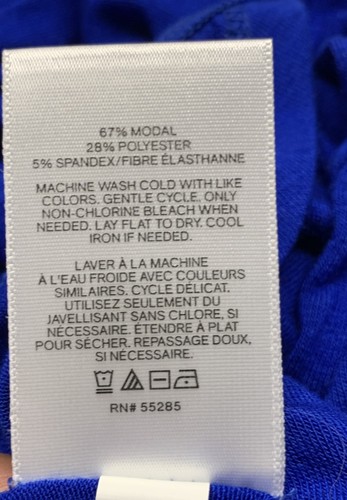 67% MODAL
28% POLYESTER
5% SPANDEX/FIBRE ÉLASTHANNE
MACHINE WASH COLD WITH LIKE
COLORS. GENTLE CYCLE. ONLY
NON-CHLORINE BLEACH WHEN
NEEDED. LAY FLAT TO DRY. COOL
IRON IF NEEDED.
LAVER À LA MACHINE
À L'EAU FROIDE AVEC COULEURS
SIMILAIRES. CYCLE DÉLICAT.
UTILISEZ SEULEMENT DU
JAVELLISANT SANS CHLORE, SI
NÉCESSAIRE. ÉTENDRE À PLAT
POUR SÉCHER. REPASSAGE DOUX,
SI NÉCESSAIRE.
RN# 55285